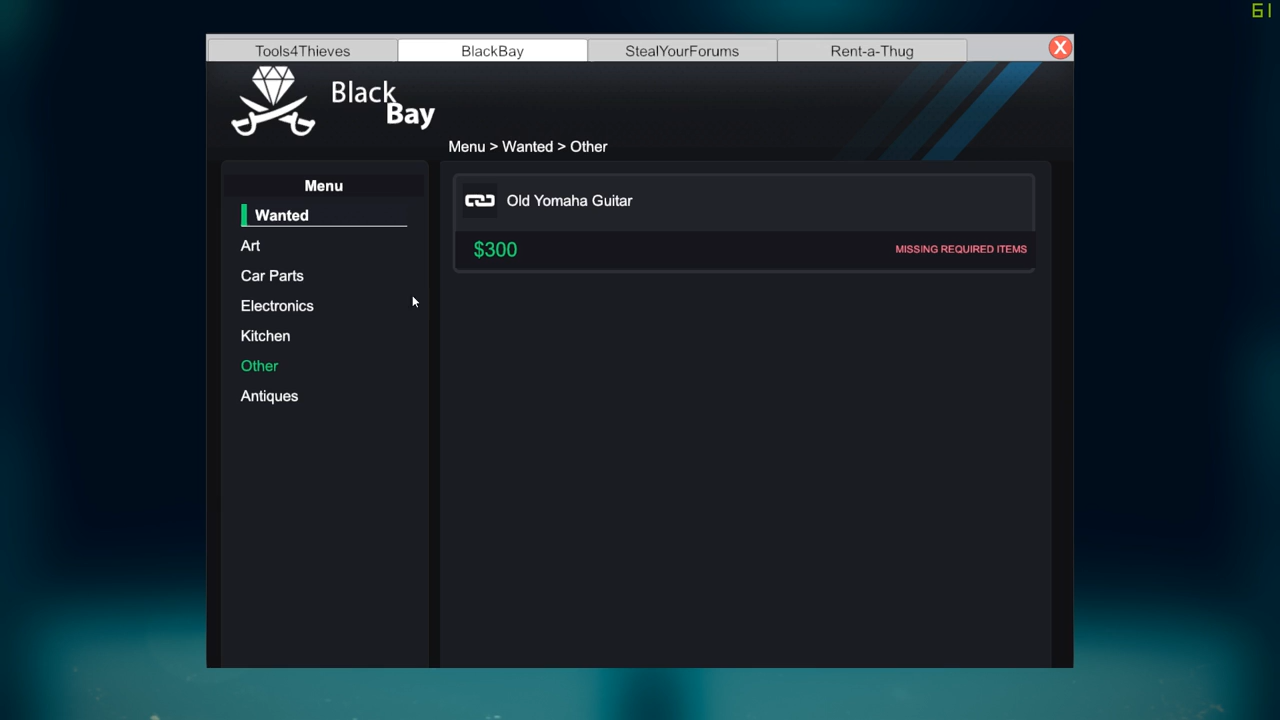 61
Tools4Thieves
BlackBay
StealYourForums
Rent-a-Thug
X
Black
Bay
Menu > Wanted > Other
Menu
Wanted
Art
Car Parts
Electronics
Kitchen
Other
Antiques
Old Yomaha Guitar
$300
MISSING REQUIRED ITEMS